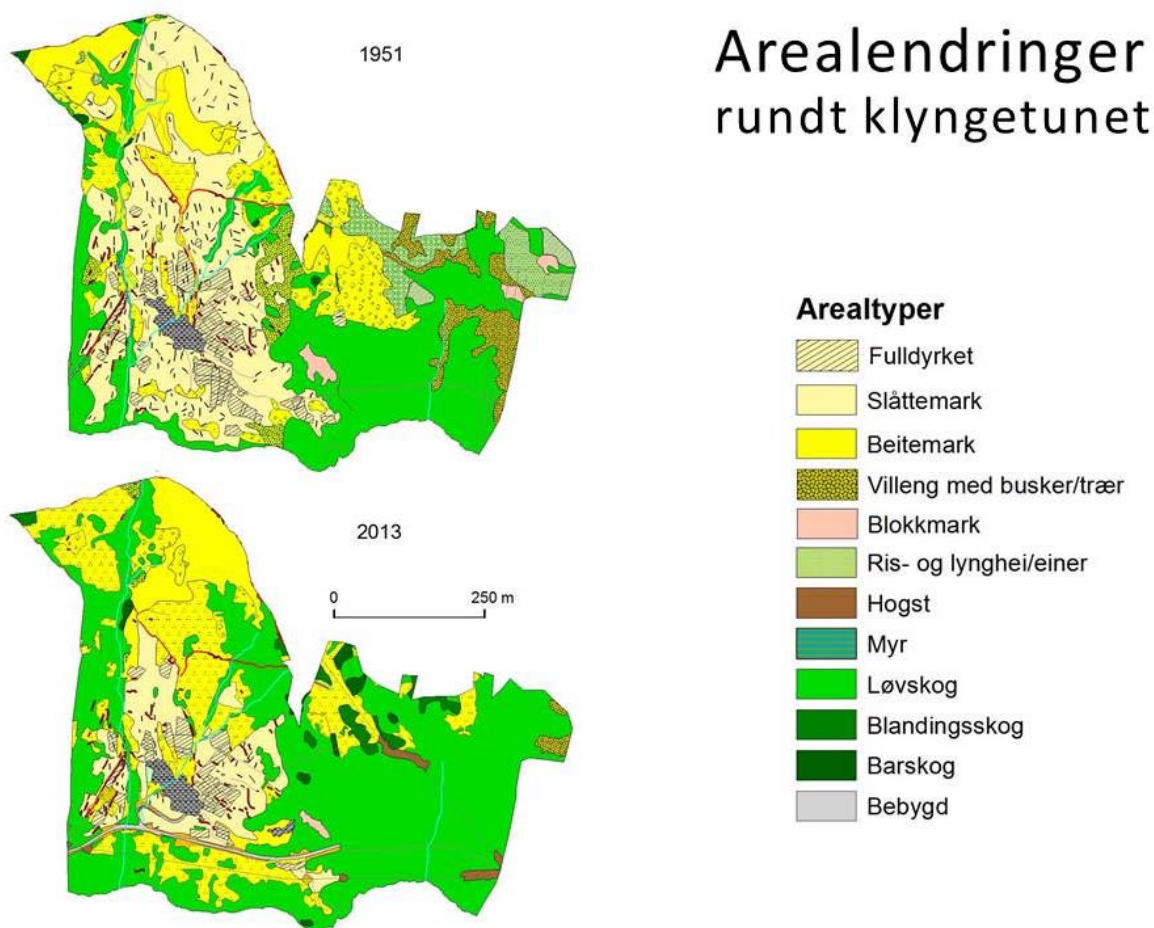 Arealendringer
rundt klyngetunet
1951
2013
0 250 m
Arealtyper
Fulldyrket
Slåttemark
Beitemark
Villeng med busker/trær
Blokkmark
Ris- og lynghei/einer
Hogst
Myr
Løvskog
Blandingsskog
Barskog
Bebygd